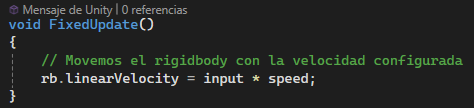 Mensaje de Unity | 0 referencias
void FixedUpdate()
{
// Movemos el rigidbody con la velocidad configurada
rb.linearVelocity = input * speed;
}